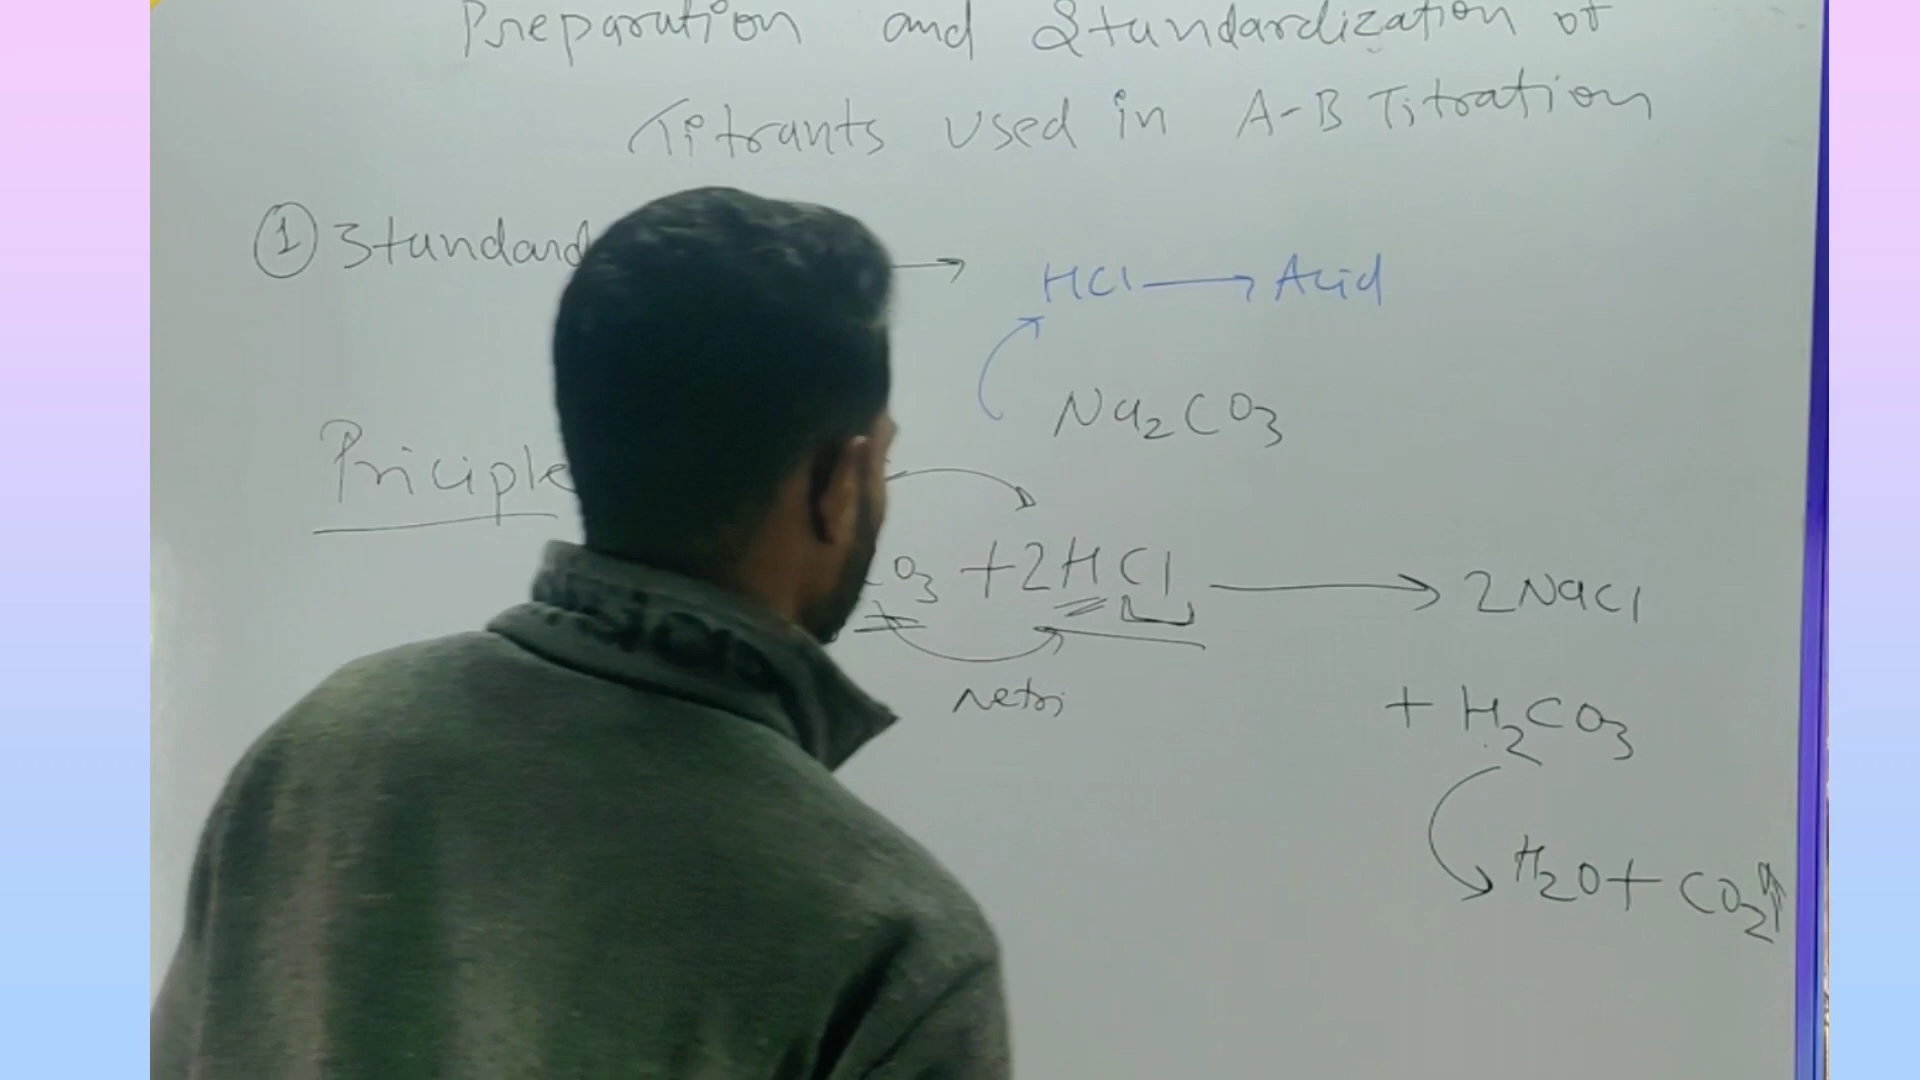 Preparation and Standardization of
Titrants used in A-B Titration
① Standard → HCl → Acid
Na2CO3
Priciple
O3 + 2HCl → 2NaCl
+ H2CO3
H2O + CO2↑